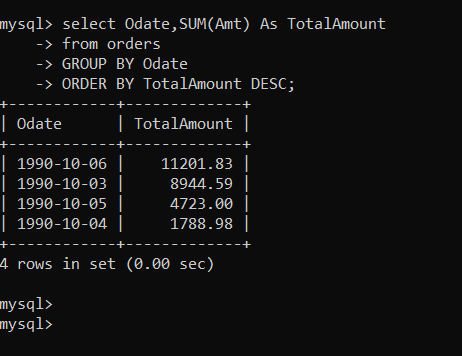 mysql> select Odate,SUM(Amt) As TotalAmount
    -> from orders
    -> GROUP BY Odate
    -> ORDER BY TotalAmount DESC;
+------------+-------------+
| Odate      | TotalAmount |
+------------+-------------+
| 1990-10-06 |    11201.83 |
| 1990-10-03 |     8944.59 |
| 1990-10-05 |     4723.00 |
| 1990-10-04 |     1788.98 |
+------------+-------------+
4 rows in set (0.00 sec)

mysql>
mysql>